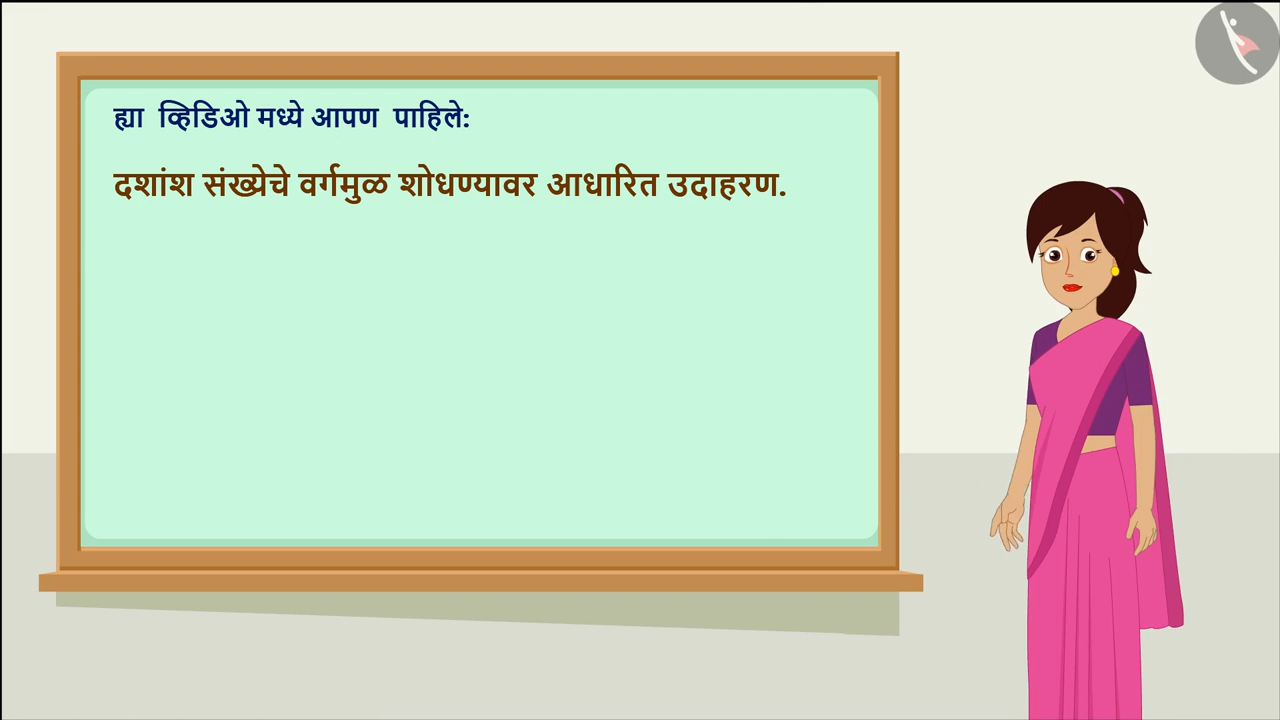 ह्या व्हिडिओ मध्ये आपण पाहिले:
दशांश संख्येचे वर्गमुळ शोधण्यावर आधारित उदाहरण.